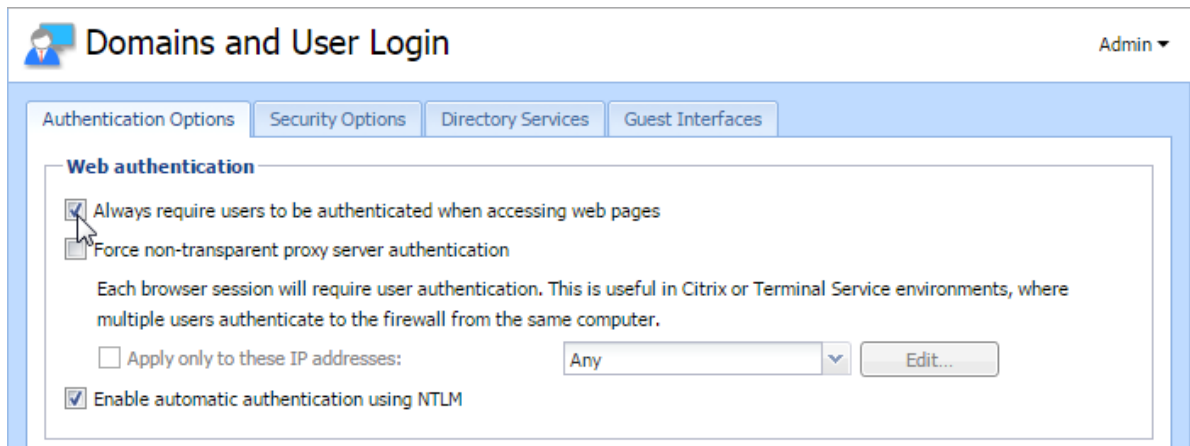 Domains and User Login
Admin
Authentication Options
Security Options
Directory Services
Guest Interfaces
Web authentication
Always require users to be authenticated when accessing web pages
Force non-transparent proxy server authentication
Each browser session will require user authentication. This is useful in Citrix or Terminal Service environments, where
multiple users authenticate to the firewall from the same computer.
Apply only to these IP addresses:
Any
Edit...
Enable automatic authentication using NTLM